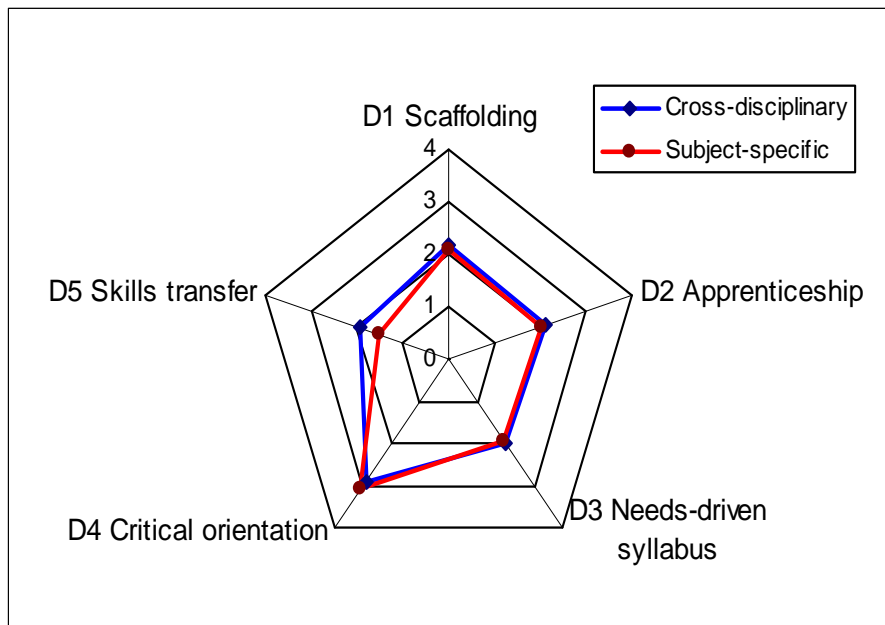 Cross-disciplinary
Subject-specific
D1 Scaffolding
4
3
2
1
0
D5 Skills transfer
D2 Apprenticeship
D4 Critical orientation
D3 Needs-driven
syllabus